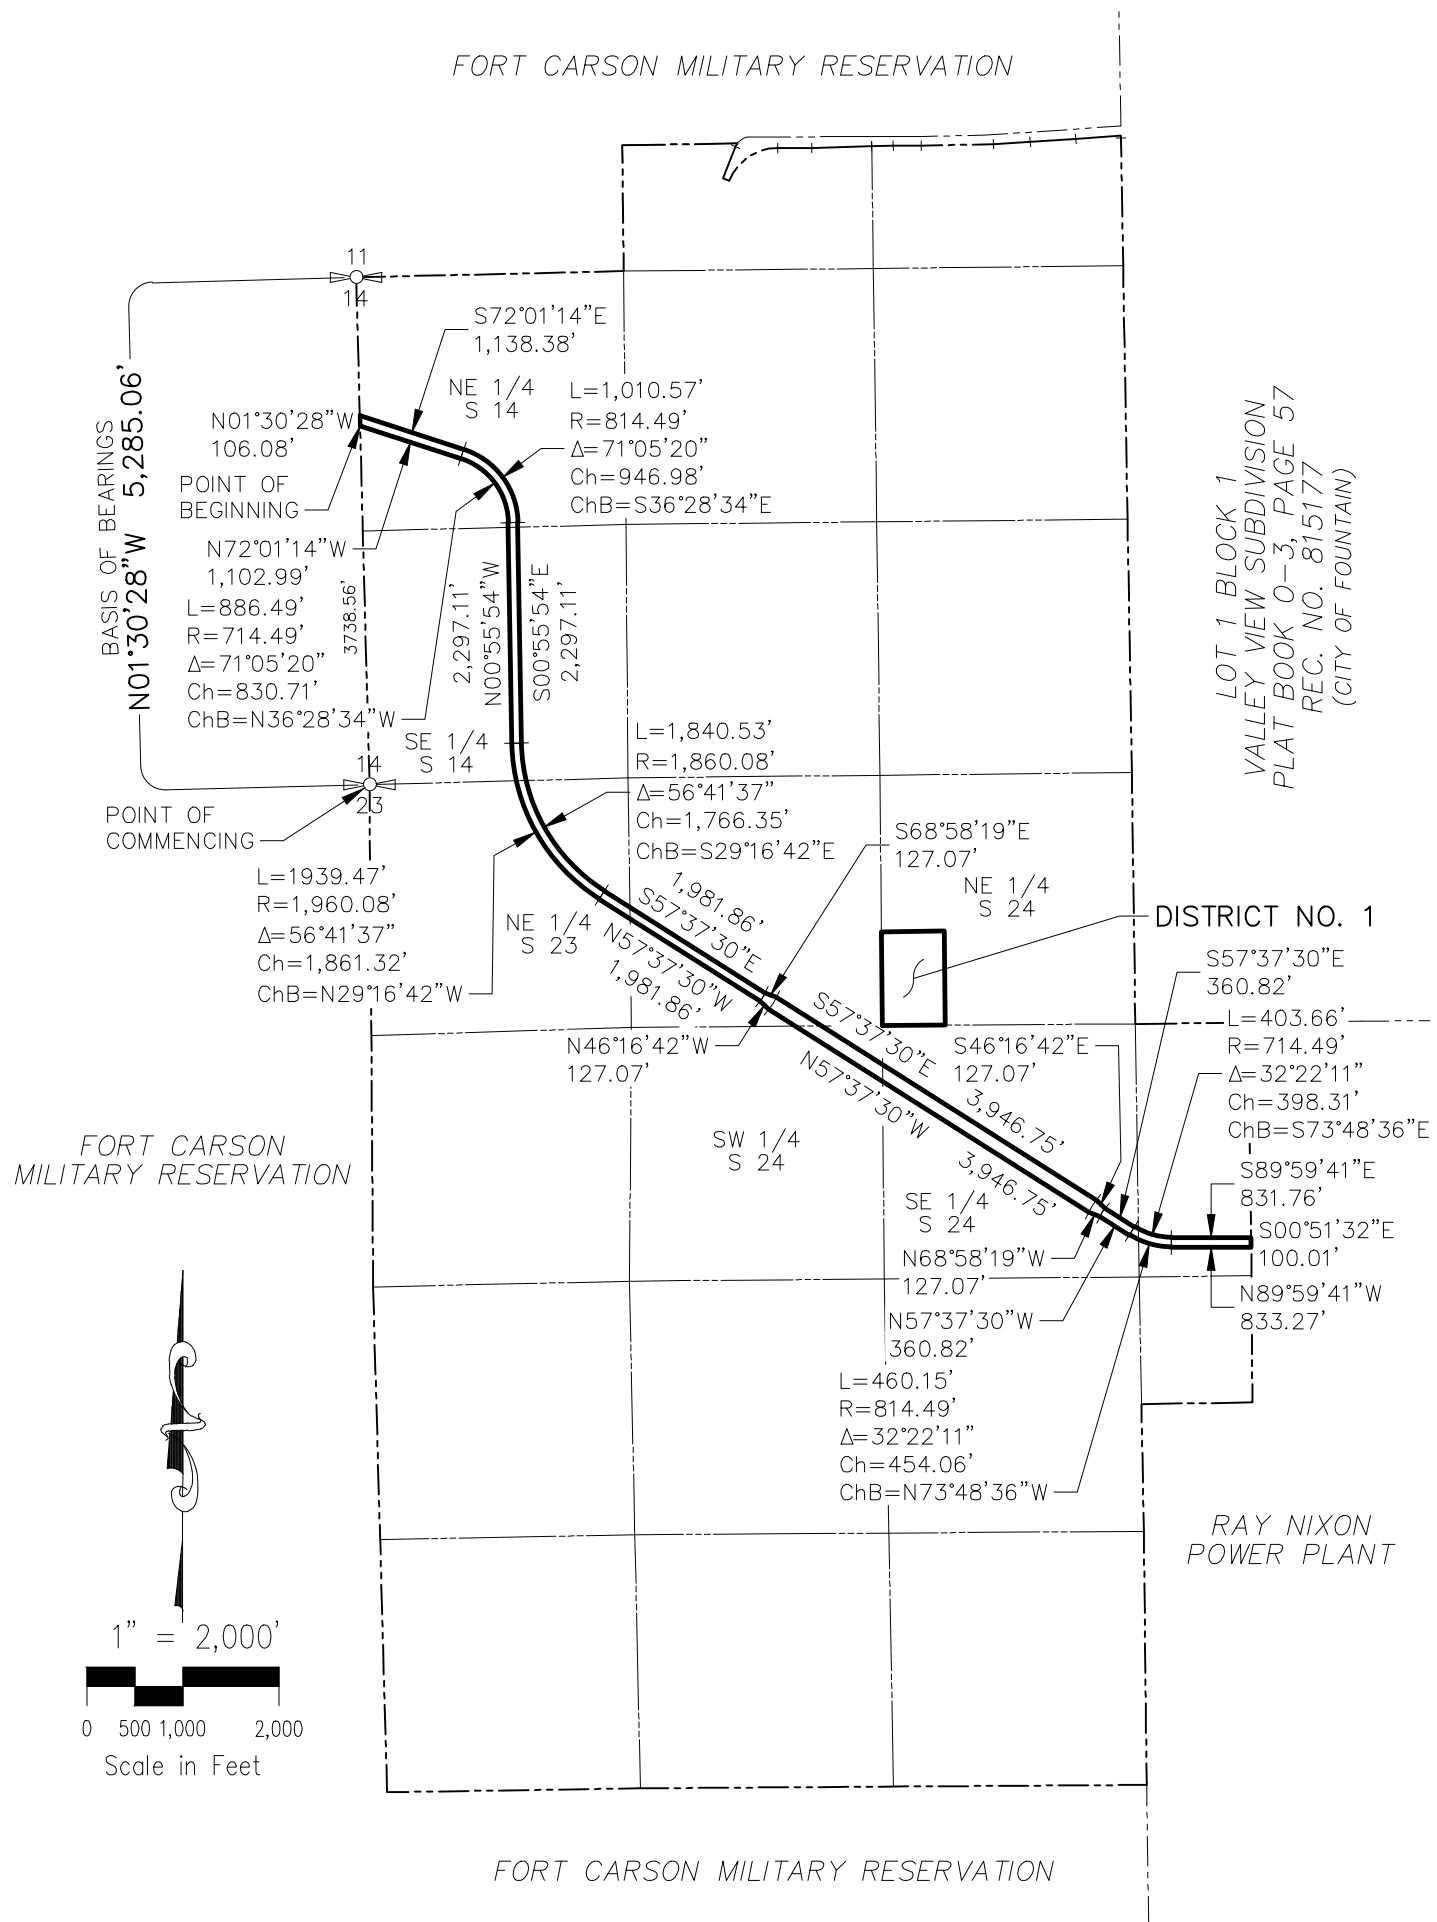 FORT CARSON MILITARY RESERVATION
11
14
S72°01'14"E
1,138.38'
NE 1/4
S 14
L=1,010.57'
R=814.49'
Δ=71°05'20"
Ch=946.98'
ChB=S36°28'34"E
BASIS OF BEARINGS
N01°30'28"W 5,285.06'
N01°30'28"W
106.08'
POINT OF
BEGINNING
N72°01'14"W
1,102.99'
L=886.49'
R=714.49'
Δ=71°05'20"
Ch=830.71'
ChB=N36°28'34"W
3738.56'
2,297.11'
N00°55'54"W
S00°55'54"E
2,297.11'
LOT 1 BLOCK 1
VALLEY VIEW SUBDIVISION
PLAT BOOK O-3, PAGE 57
REC. NO. 815177
(CITY OF FOUNTAIN)
SE 1/4
S 14
14
23
POINT OF
COMMENCING
L=1,840.53'
R=1,860.08'
Δ=56°41'37"
Ch=1,766.35'
ChB=S29°16'42"E
L=1939.47'
R=1,960.08'
Δ=56°41'37"
Ch=1,861.32'
ChB=N29°16'42"W
NE 1/4
S 23
1,981.86'
S57°37'30"E
N57°37'30"W
1,981.86'
S68°58'19"E
127.07'
NE 1/4
S 24
DISTRICT NO. 1
S57°37'30"E
360.82'
L=403.66'
R=714.49'
Δ=32°22'11"
Ch=398.31'
ChB=S73°48'36"E
N46°16'42"W
127.07'
S57°37'30"E
3,946.75'
N57°37'30"W
3,946.75'
S46°16'42"E
127.07'
FORT CARSON
MILITARY RESERVATION
SW 1/4
S 24
SE 1/4
S 24
S89°59'41"E
831.76'
S00°51'32"E
100.01'
N89°59'41"W
833.27'
N68°58'19"W
127.07'
N57°37'30"W
360.82'
L=460.15'
R=814.49'
Δ=32°22'11"
Ch=454.06'
ChB=N73°48'36"W
RAY NIXON
POWER PLANT
1" = 2,000'
0 500 1,000 2,000
Scale in Feet
FORT CARSON MILITARY RESERVATION